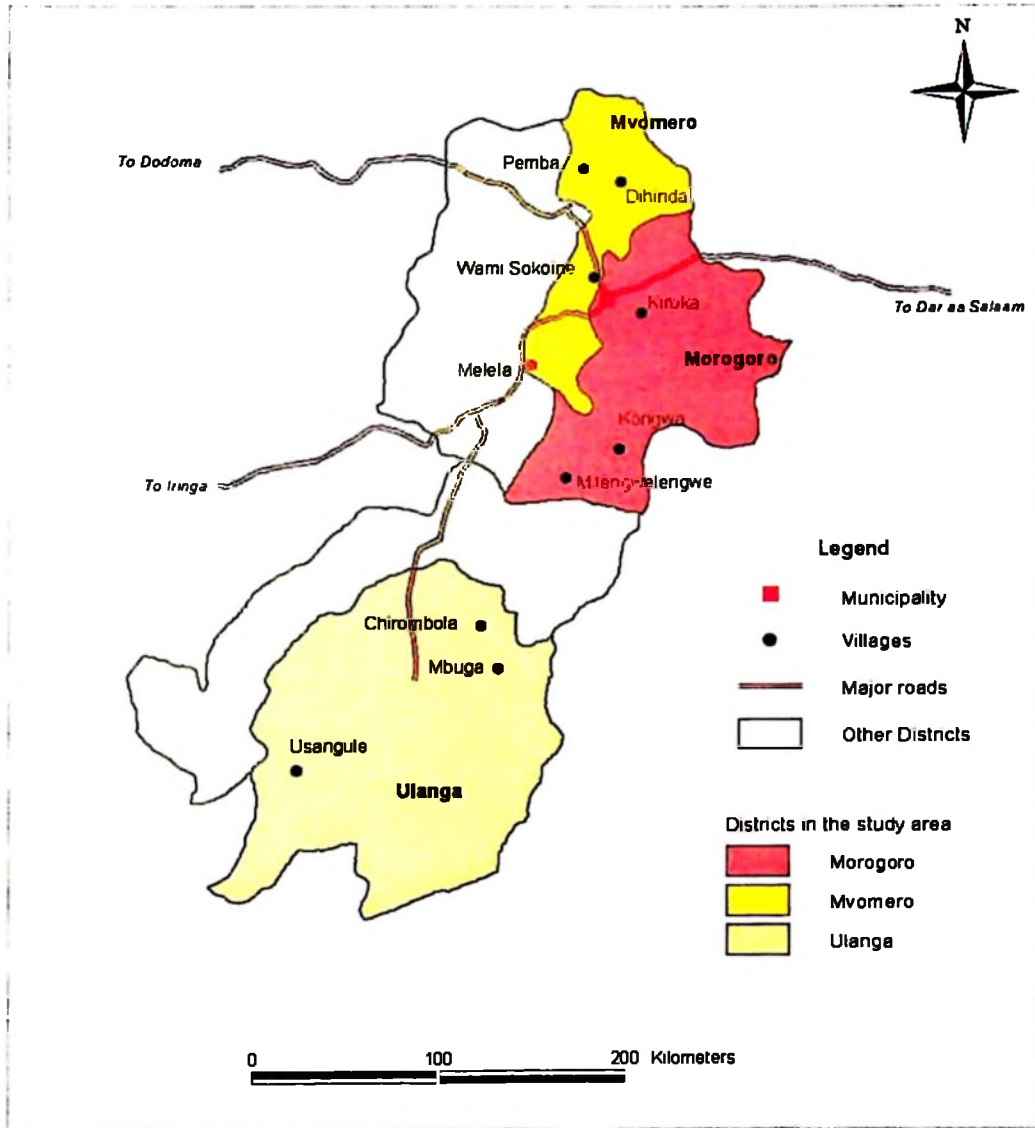 N
Mvomero
To Dodoma
Pemba
Dihinda
Wami Sokoine
To Dar es Salaam
Kiroka
Morogoro
Melela
Kongwa
To Iringa
Legend
Municipality
Chirombola
Villages
Mbuga
Major roads
Other Districts
Usangule
Ulanga
Districts in the study area
Morogoro
Mvomero
Ulanga
0 100 200 Kilometers